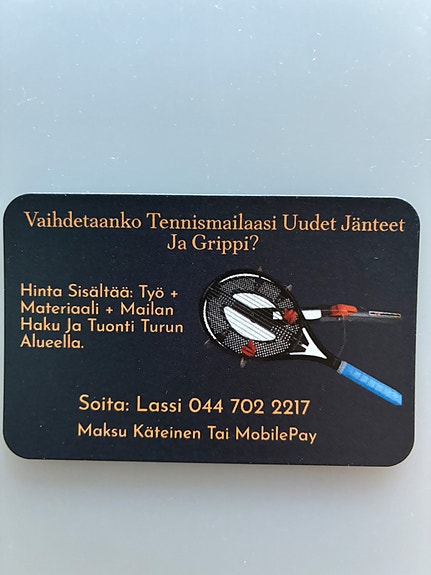 Vaihdetaanko Tennismailaasi Uudet Jänteet
Ja Grippi?
Hinta Sisältää: Työ +
Materiaali + Mailan
Haku Ja Tuonti Turun
Alueella.
Soita: Lassi 044 702 2217
Maksu Käteinen Tai MobilePay